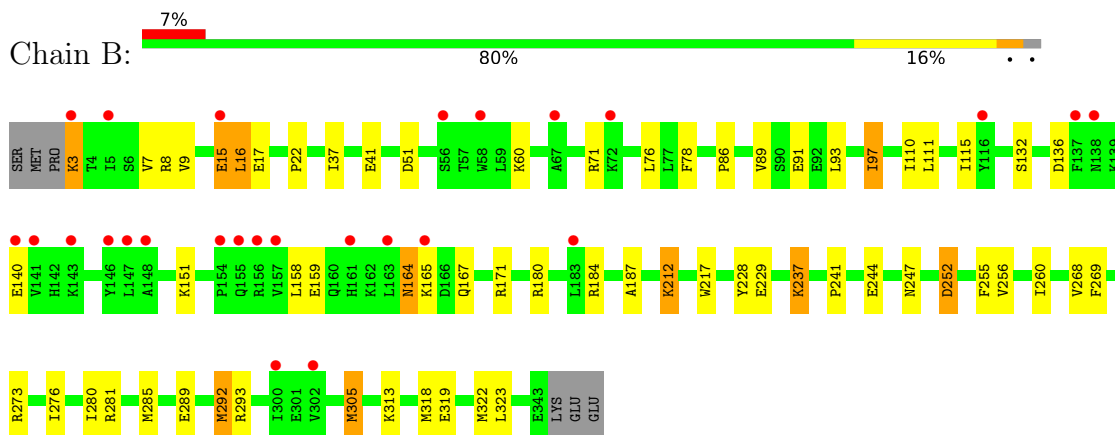 7%
Chain B:
80% 16% • •
SER MET PRO K3 T4 I5 S6 V7 R8 V9 E15 L16 E17 P22 I37 E41 D51 S56 T57 W58 L59 K60 A67 R71 K72 L76 L77 F78 P86 V89 S90 E91 E92 L93 I97 I110 L111 I115 Y116 S132 D136 F137 N138 K139
E140 V141 H142 K143 Y146 L147 A148 K151 P154 Q155 R156 V157 L158 E159 Q160 H161 K162 L163 N164 K165 D166 Q167 R171 R180 L183 R184 A187 K212 W217 Y228 E229 K237 P241 E244 N247 D252 F255 V256 I260 V268 F269
R273 I276 I280 R281 M285 E289 M292 R293 I300 E301 V302 M305 K313 M318 E319 M322 L323 E343 LYS GLU GLU